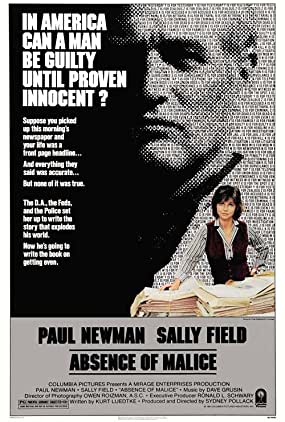 IN AMERICA
CAN A MAN
BE GUILTY
UNTIL PROVEN
INNOCENT?
Suppose you picked
up this morning's
newspaper and
your life was a
front page headline...
And everything they
said was accurate...
But none of it was true.
The D.A., the Feds,
and the Police set
her up to write the
story that explodes
his world.
Now he's going to
write the book on
getting even.
PAUL NEWMAN SALLY FIELD
ABSENCE OF MALICE
COLUMBIA PICTURES Presents A MIRAGE ENTERPRISES PRODUCTION
PAUL NEWMAN • SALLY FIELD • "ABSENCE OF MALICE" • Music by DAVE GRUSIN
Director of Photography OWEN ROIZMAN, A.S.C. • Executive Producer RONALD L. SCHWARY
Written by KURT LUEDTKE • Produced and Directed by SYDNEY POLLACK
PG